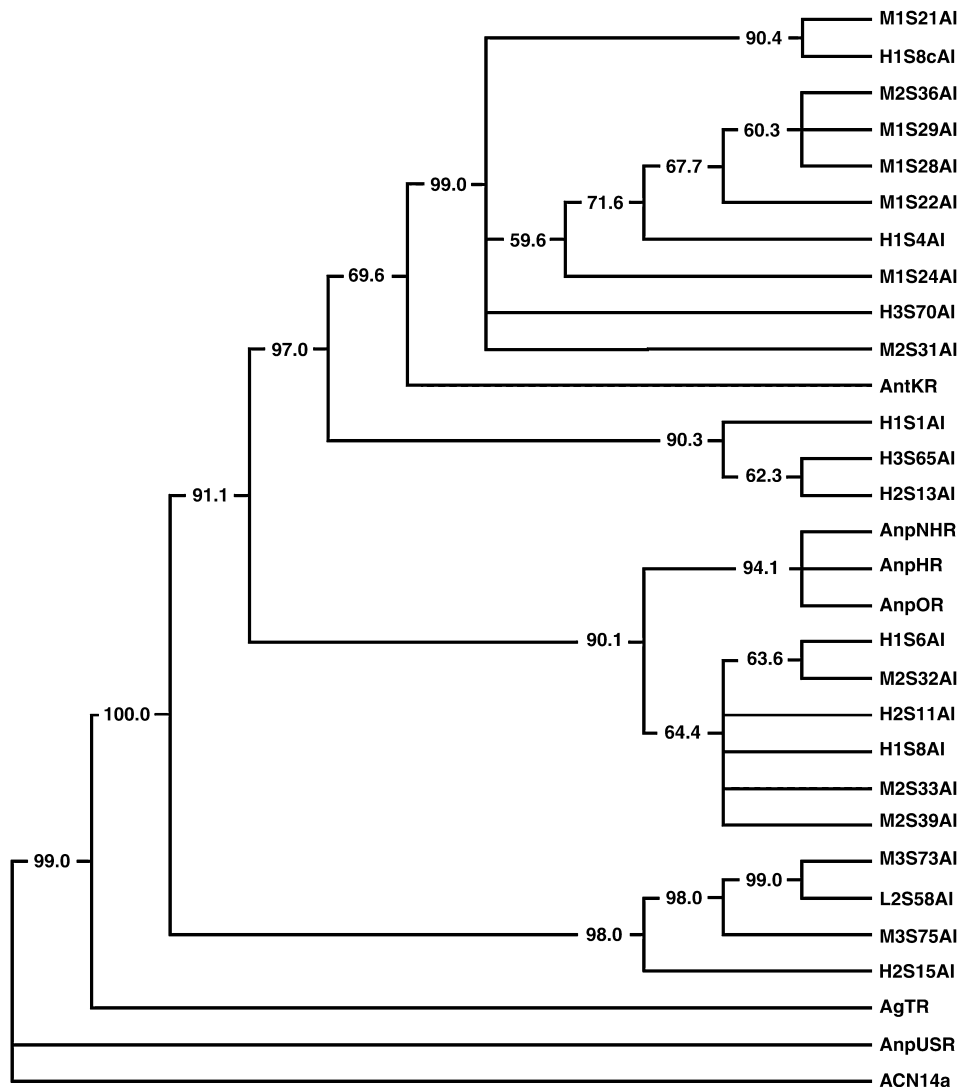 M1S21AI
90.4
H1S8cAI
M2S36AI
60.3
M1S29AI
67.7
M1S28AI
99.0
71.6
M1S22AI
59.6
H1S4AI
69.6
M1S24AI
H3S70AI
97.0
M2S31AI
AntKR
H1S1AI
90.3
H3S65AI
62.3
91.1
H2S13AI
AnpNHR
94.1
AnpHR
AnpOR
90.1
H1S6AI
63.6
M2S32AI
100.0
H2S11AI
64.4
H1S8AI
M2S33AI
M2S39AI
99.0
M3S73AI
99.0
98.0
L2S58AI
98.0
M3S75AI
H2S15AI
AgTR
AnpUSR
ACN14a